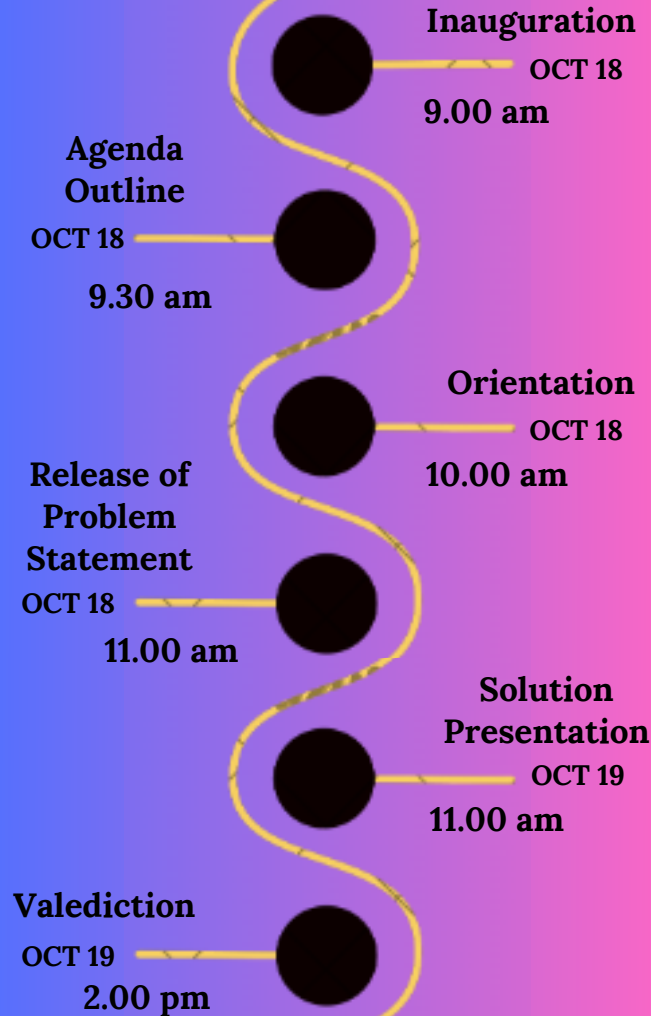 Inauguration
OCT 18
9.00 am
Agenda
Outline
OCT 18
9.30 am
Orientation
OCT 18
10.00 am
Release of
Problem
Statement
OCT 18
11.00 am
Solution
Presentation
OCT 19
11.00 am
Valediction
OCT 19
2.00 pm